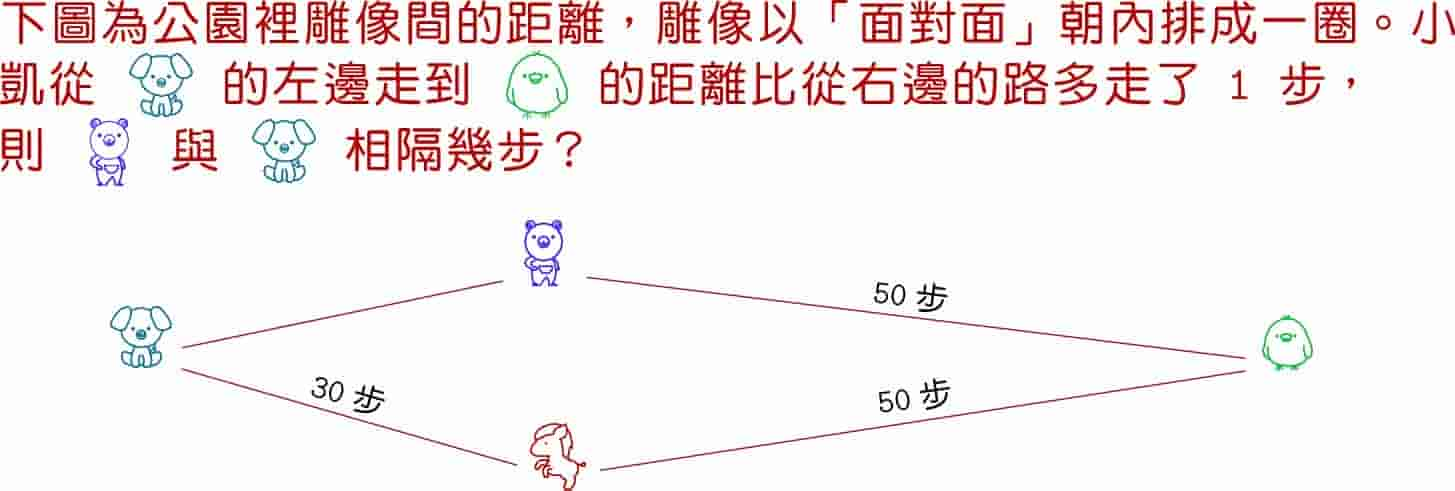 下圖為公園裡雕像間的距離，雕像以「面對面」朝內排成一圈。小
凱從 的左邊走到 的距離比從右邊的路多走了 1 步，
則 與 相隔幾步？
50 步
30 步
50 步